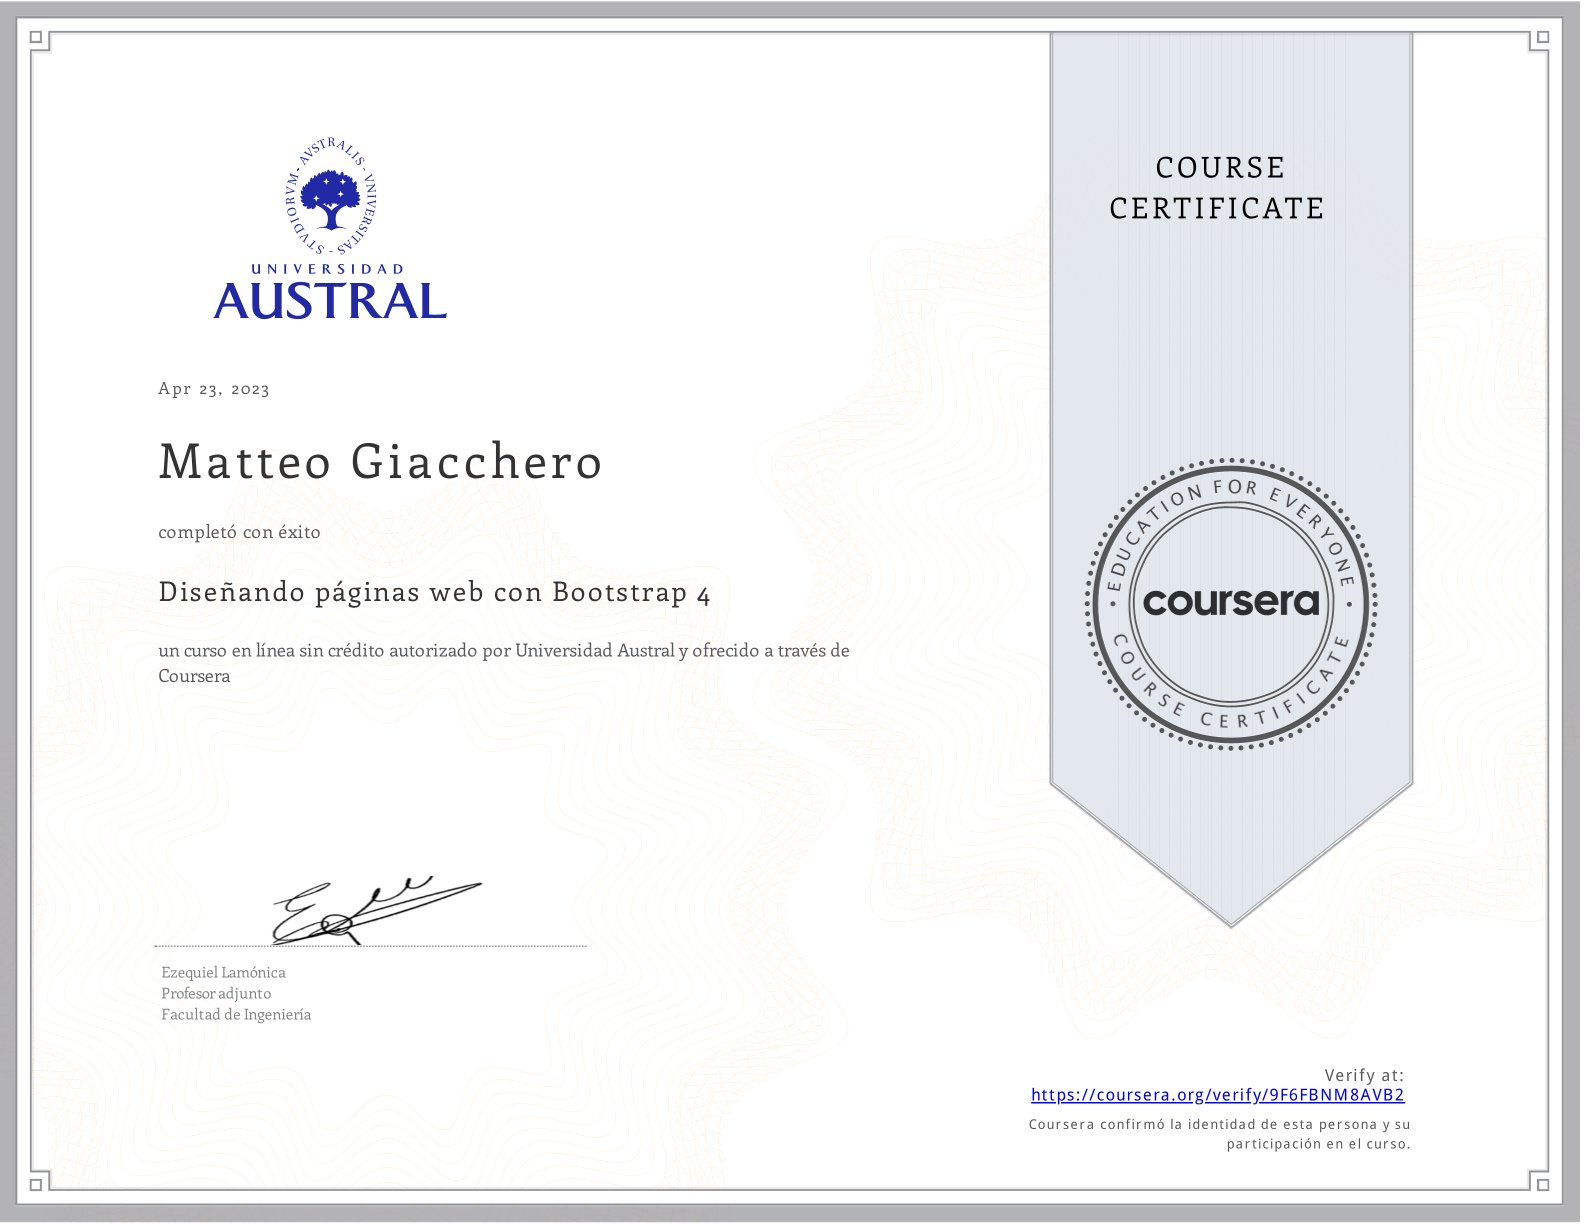 STVDIORVM - AVSTRALIS - VNIVERSITAS -
UNIVERSIDAD
AUSTRAL
COURSE
CERTIFICATE
Apr 23, 2023
Matteo Giacchero
completó con éxito
Diseñando páginas web con Bootstrap 4
un curso en línea sin crédito autorizado por Universidad Austral y ofrecido a través de
Coursera
EDUCATION FOR EVERYONE
coursera
COURSE CERTIFICATE
Ezequiel Lamónica
Profesor adjunto
Facultad de Ingeniería
Verify at:
https://coursera.org/verify/9F6FBNM8AVB2
Coursera confirmó la identidad de esta persona y su
participación en el curso.